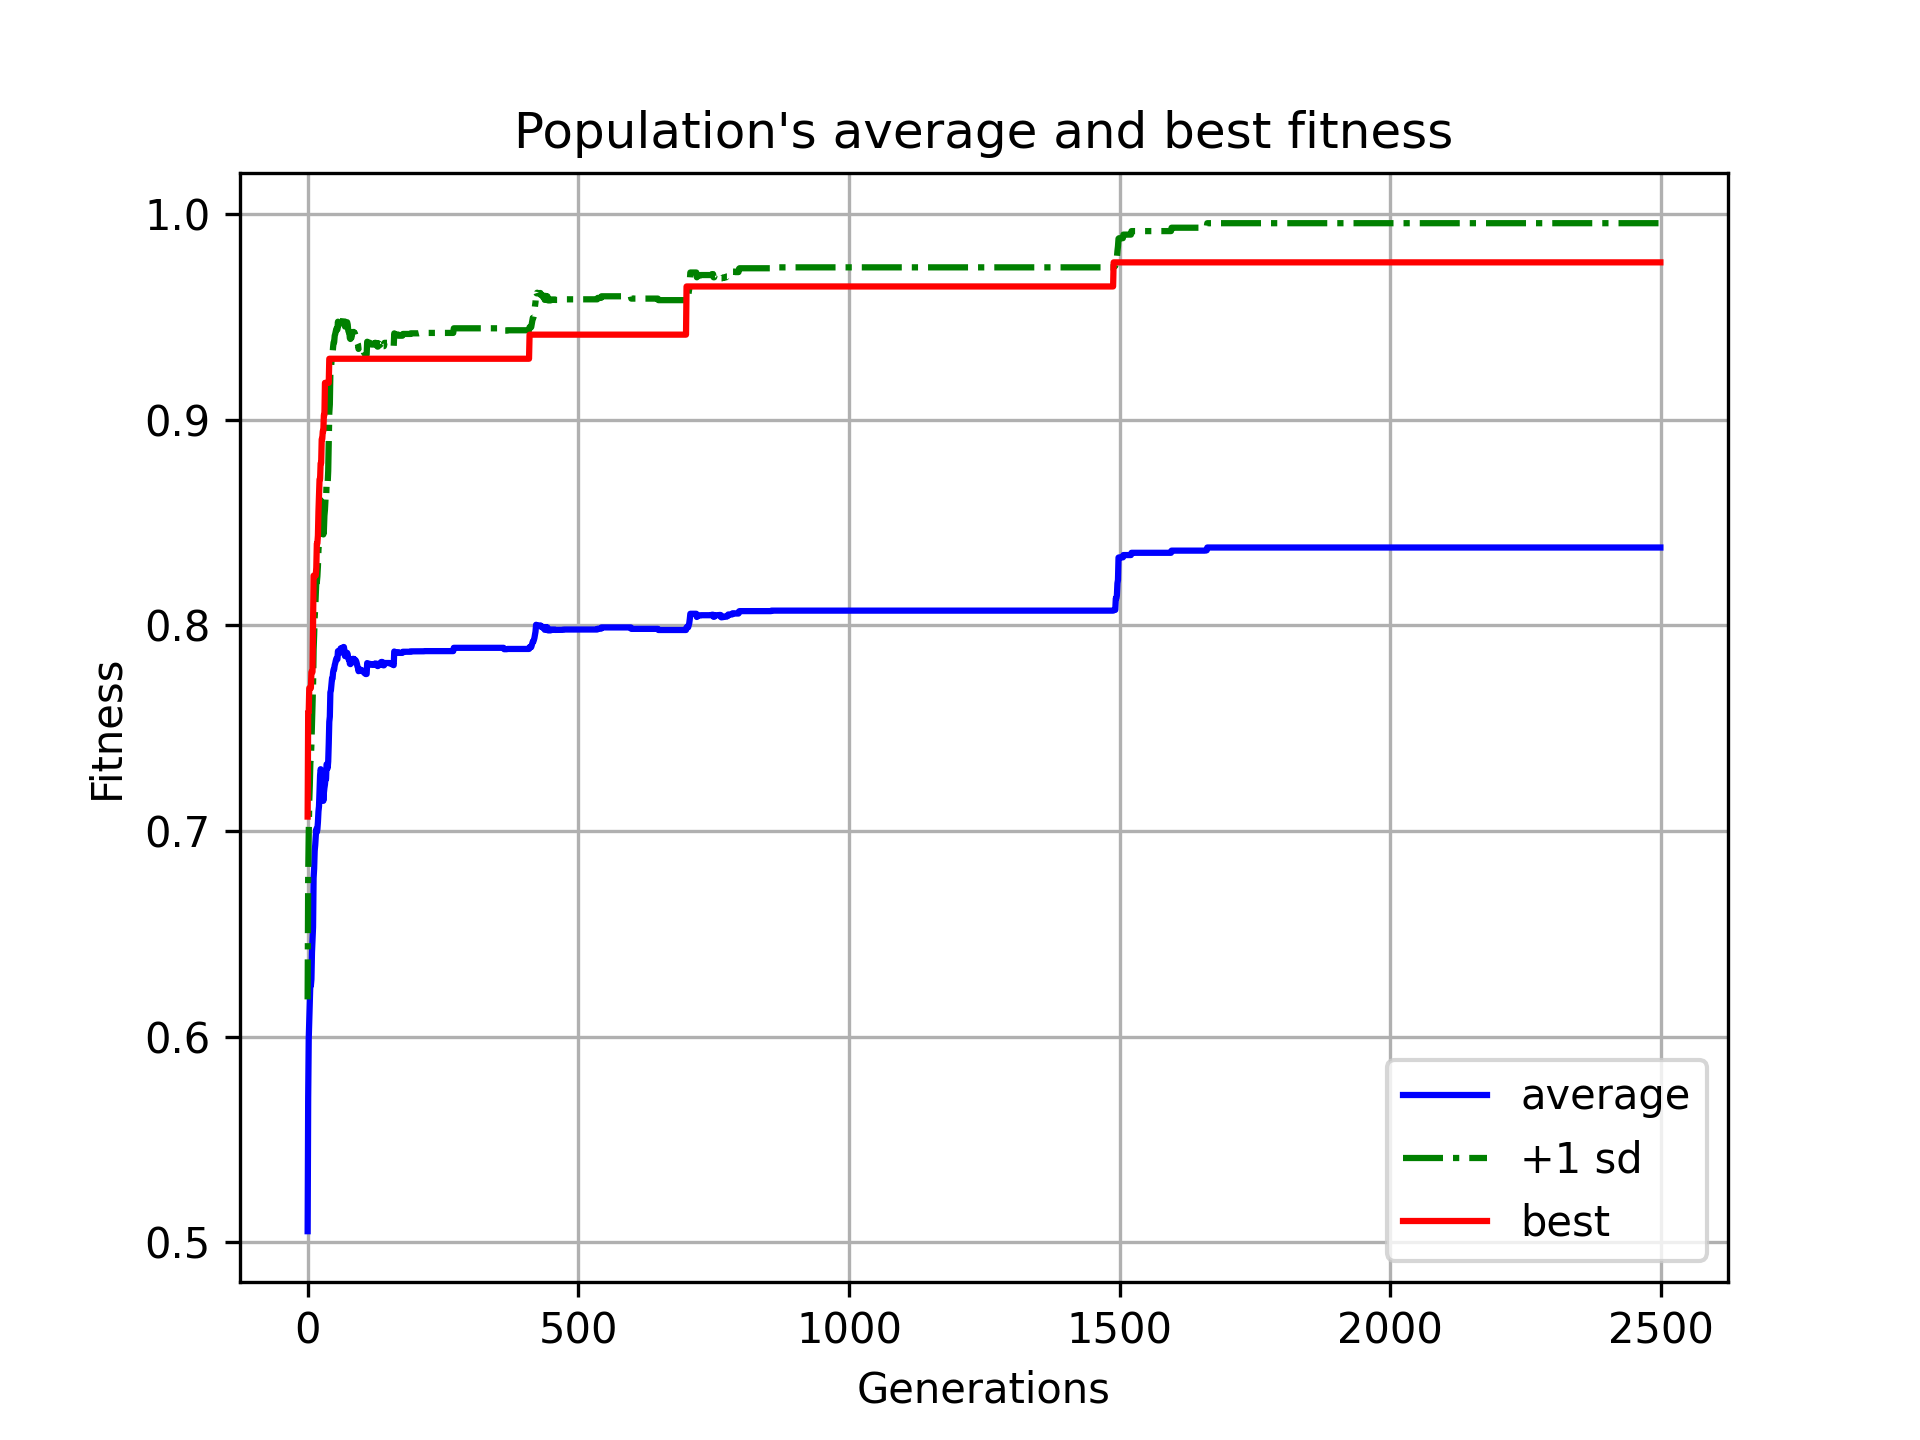 Population's average and best fitness
1.0
0.9
0.8
0.7
0.6
0.5
Fitness
average
+1 sd
best
0 500 1000 1500 2000 2500
Generations